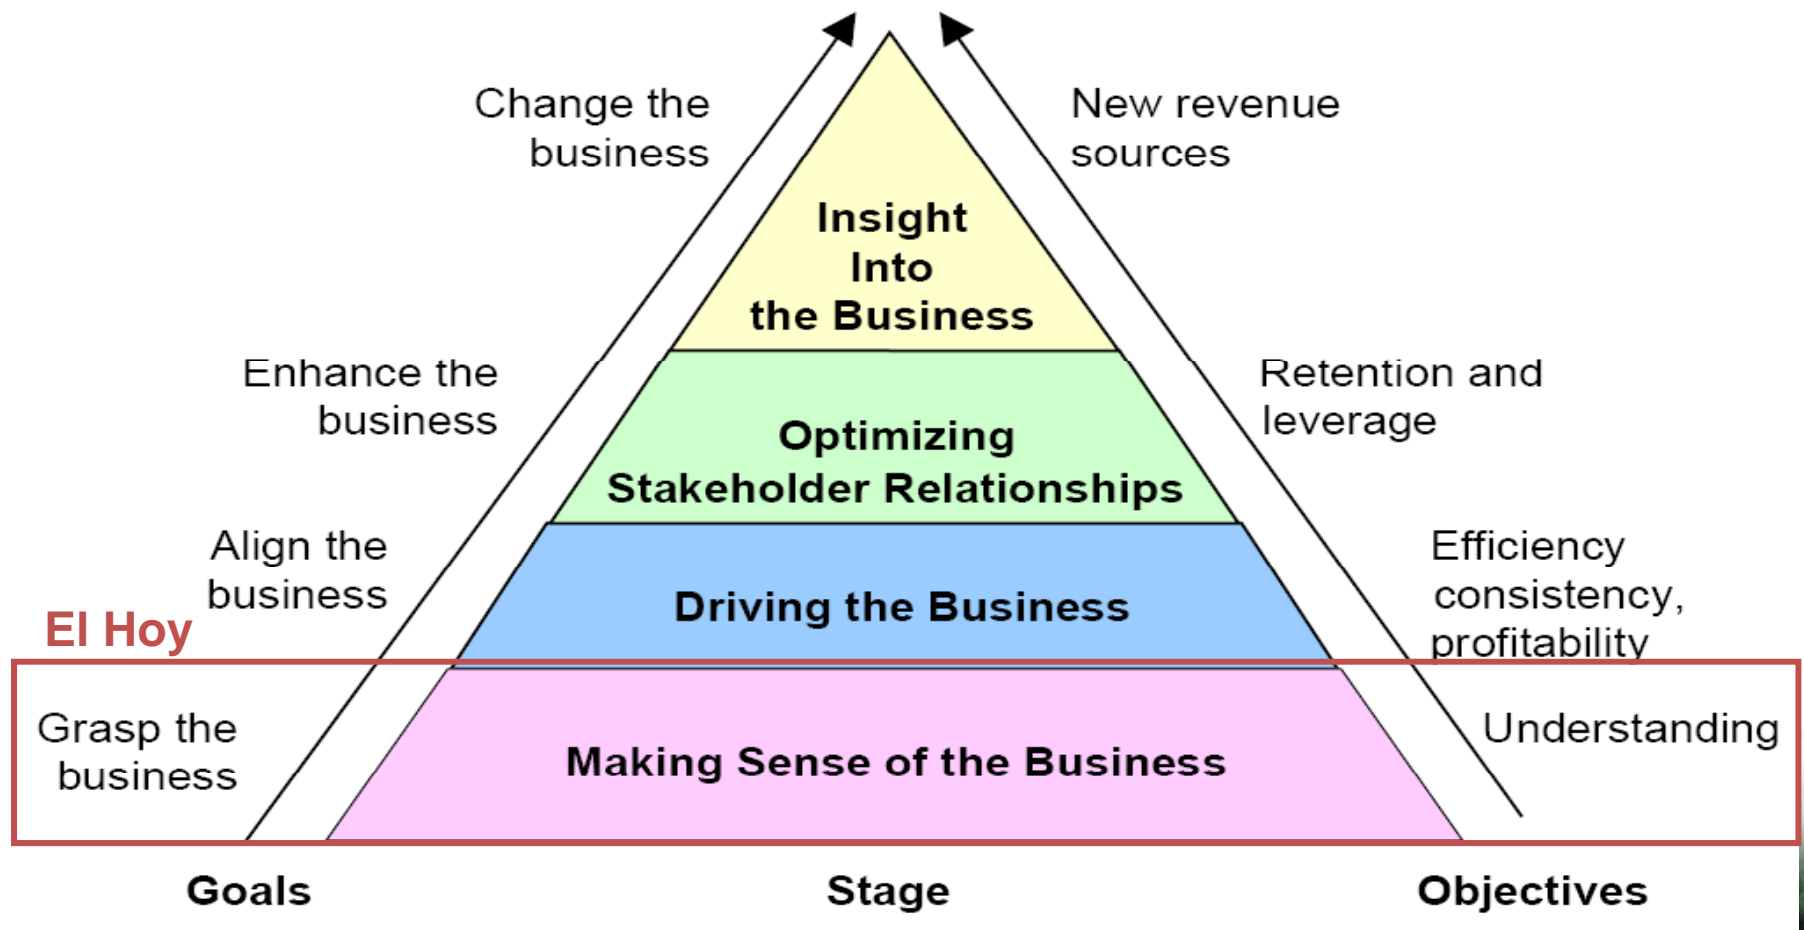 Change the
business
New revenue
sources
Insight
Into
the Business
Enhance the
business
Retention and
leverage
Optimizing
Stakeholder Relationships
Align the
business
Efficiency
consistency,
profitability
Driving the Business
El Hoy
Grasp the
business
Understanding
Making Sense of the Business
Goals
Stage
Objectives